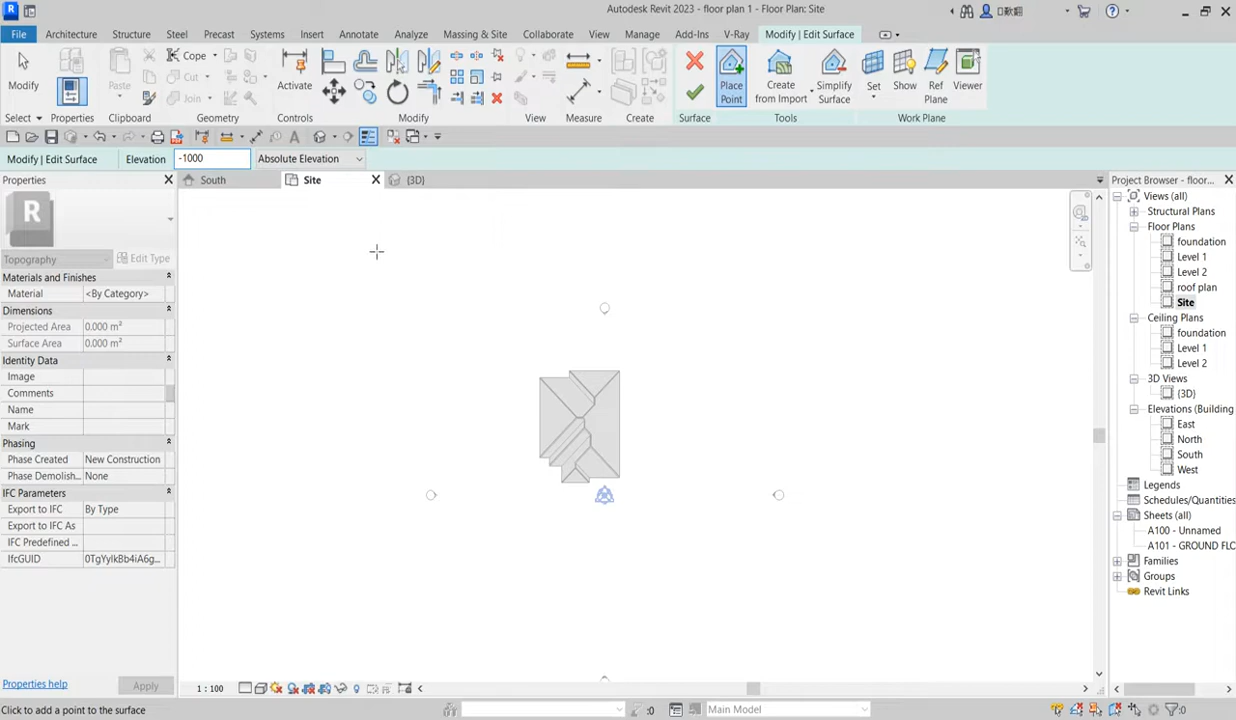 Autodesk Revit 2023 - floor plan 1 - Floor Plan: Site
File Architecture Structure Steel Precast Systems Insert Annotate Analyze Massing & Site Collaborate View Manage Add-Ins V-Ray Modify | Edit Surface
Modify Properties Paste Cope Cut Join Activate Place Point Create from Import Simplify Surface Set Show Ref Plane Viewer
Select Properties Clipboard Geometry Controls Modify View Measure Create Surface Tools Work Plane
Modify | Edit Surface Elevation -1000 Absolute Elevation
Properties
South Site {3D}
Project Browser - floor...
R
Topography Edit Type
Materials and Finishes
Material <By Category>
Dimensions
Projected Area 0.000 m²
Surface Area 0.000 m²
Identity Data
Image
Comments
Name
Mark
Phasing
Phase Created New Construction
Phase Demolish... None
IFC Parameters
Export to IFC By Type
Export to IFC As
IFC Predefined ...
IfcGUID 0TgYylkBb4iA6g...
Properties help Apply
Views (all)
Structural Plans
Floor Plans
foundation
Level 1
Level 2
roof plan
Site
Ceiling Plans
foundation
Level 1
Level 2
3D Views
{3D}
Elevations (Building
East
North
South
West
Legends
Schedules/Quantities
Sheets (all)
A100 - Unnamed
A101 - GROUND FLC
Families
Groups
Revit Links
1 : 100
Click to add a point to the surface :0 Main Model :0